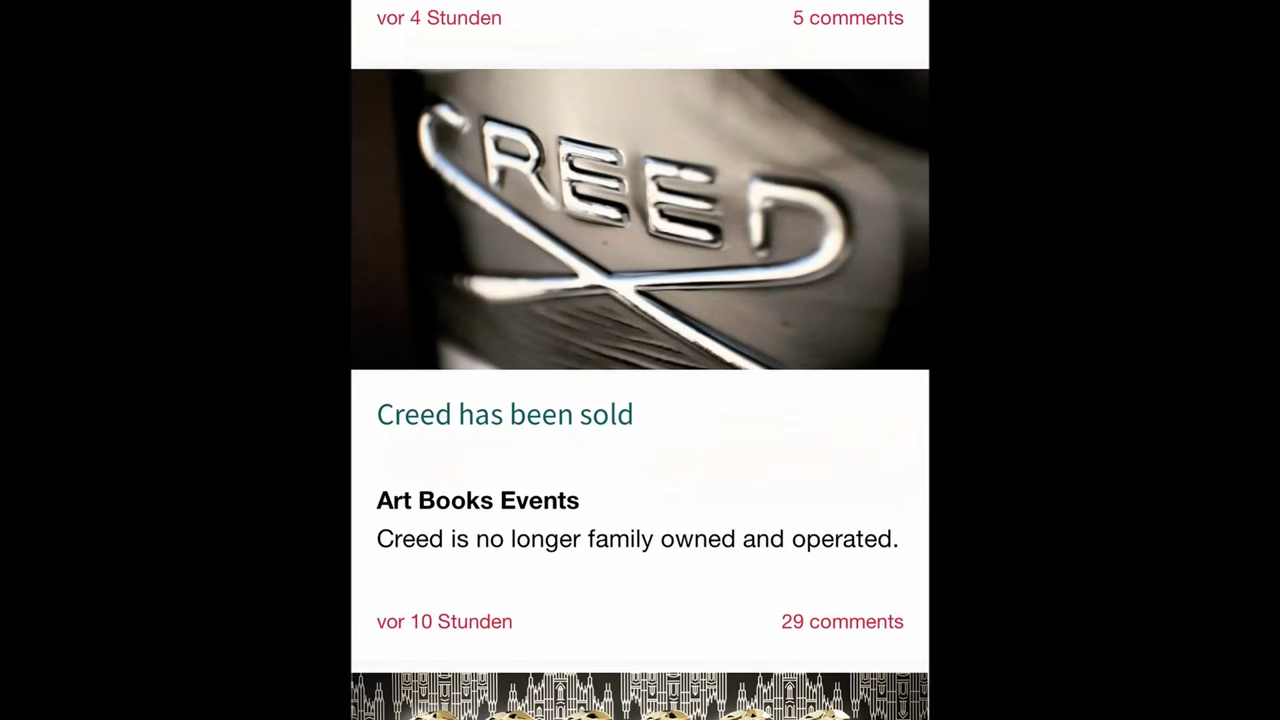 vor 4 Stunden 5 comments
CREED
Creed has been sold
Art Books Events
Creed is no longer family owned and operated.
vor 10 Stunden 29 comments